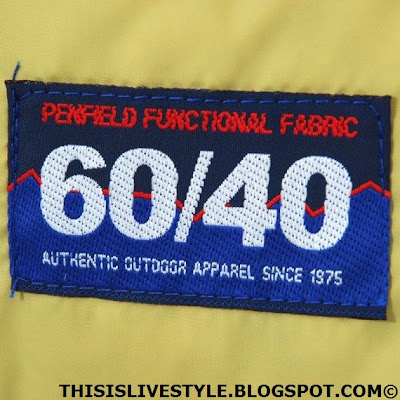 PENFIELD FUNCTIONAL FABRIC
60/40
AUTHENTIC OUTDOOR APPAREL SINCE 1975
THISISLIVESTYLE.BLOGSPOT.COM©